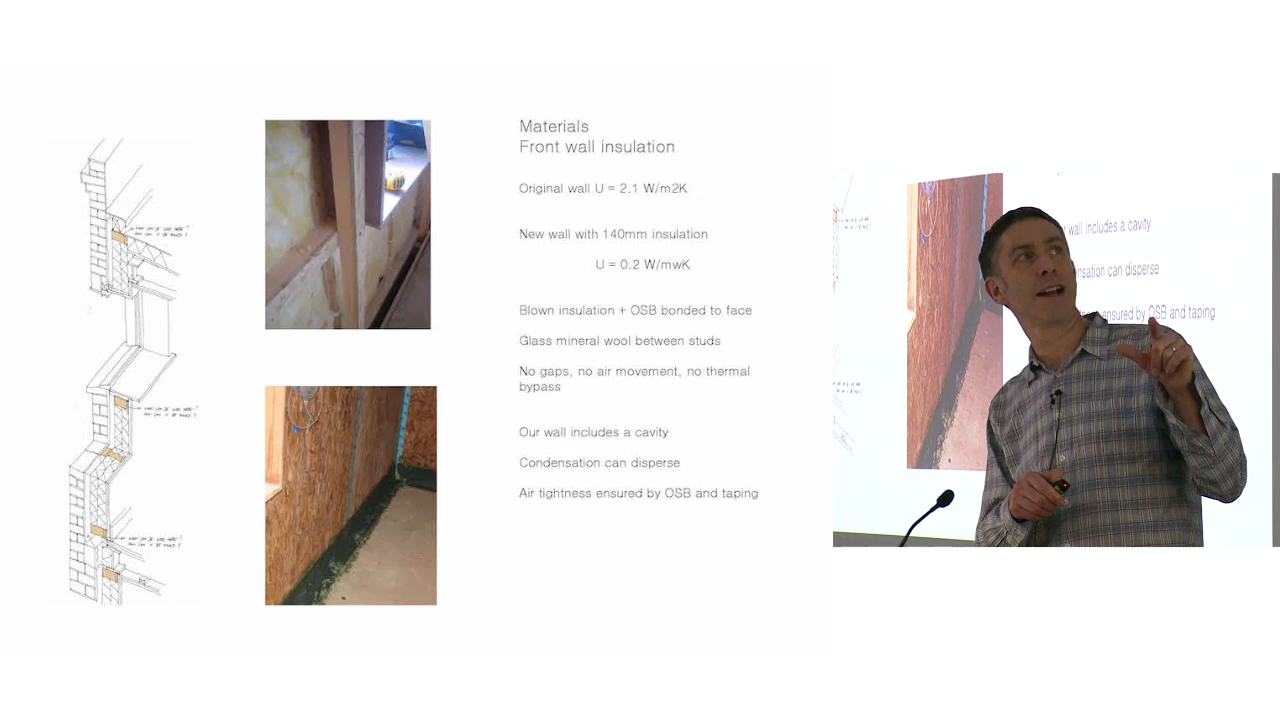 Materials
Front wall insulation
Original wall U = 2.1 W/m2K
New wall with 140mm insulation
U = 0.2 W/mwK
Blown insulation + OSB bonded to face
Glass mineral wool between studs
No gaps, no air movement, no thermal
bypass
Our wall includes a cavity
Condensation can disperse
Air tightness ensured by OSB and taping
wall includes a cavity
can disperse
ensured by OSB and taping